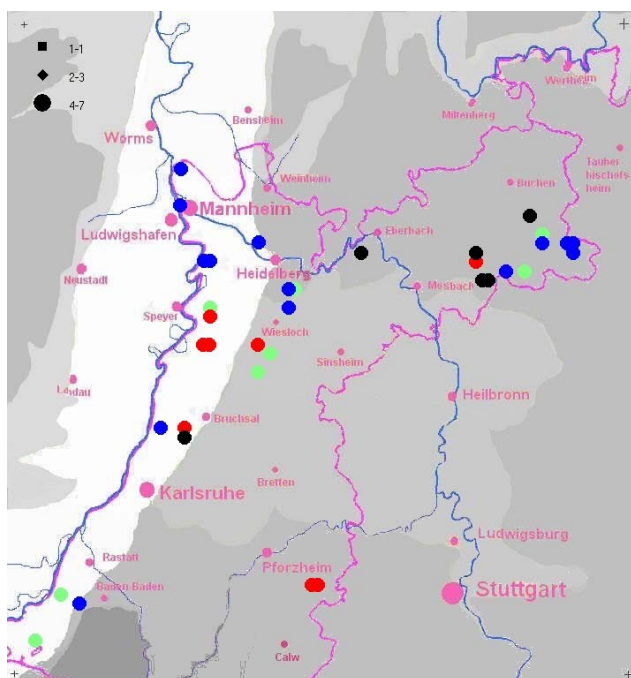 1-1
2-3
4-7
Wertheim
Miltenberg
Bensheim
Worms
Tauber
bischofs-
heim
Weinheim
Buchen
Mannheim
Ludwigshafen
Eberbach
Heidelberg
Neustadt
Mosbach
Speyer
Wiesloch
Sinsheim
Landau
Heilbronn
Bruchsal
Bretten
Karlsruhe
Ludwigsburg
Rastatt
Pforzheim
Baden-Baden
Stuttgart
Calw